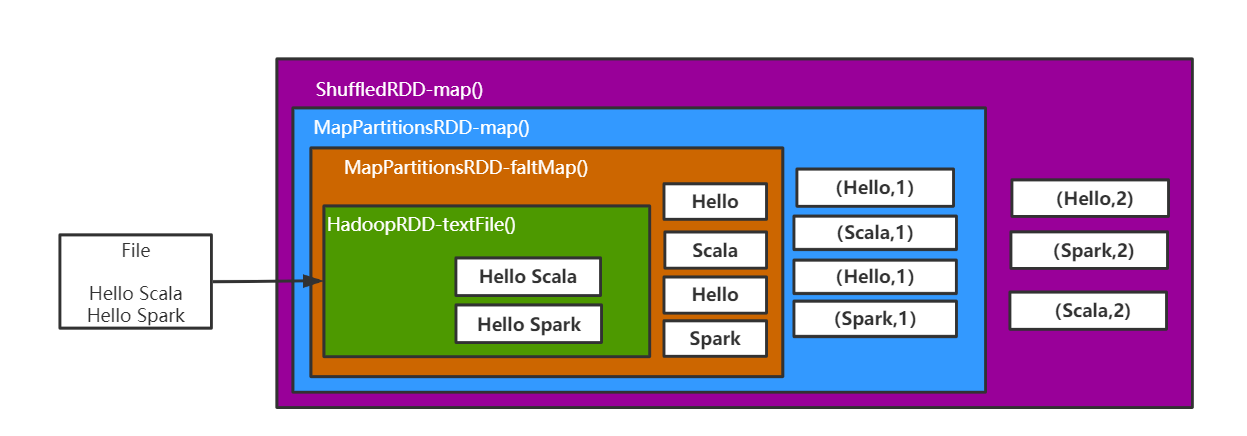 ShuffledRDD-map()
MapPartitionsRDD-map()
MapPartitionsRDD-faltMap()
HadoopRDD-textFile()
File
Hello Scala
Hello Spark
Hello Scala
Hello Spark
Hello
Scala
Hello
Spark
(Hello,1)
(Scala,1)
(Hello,1)
(Spark,1)
(Hello,2)
(Spark,2)
(Scala,2)